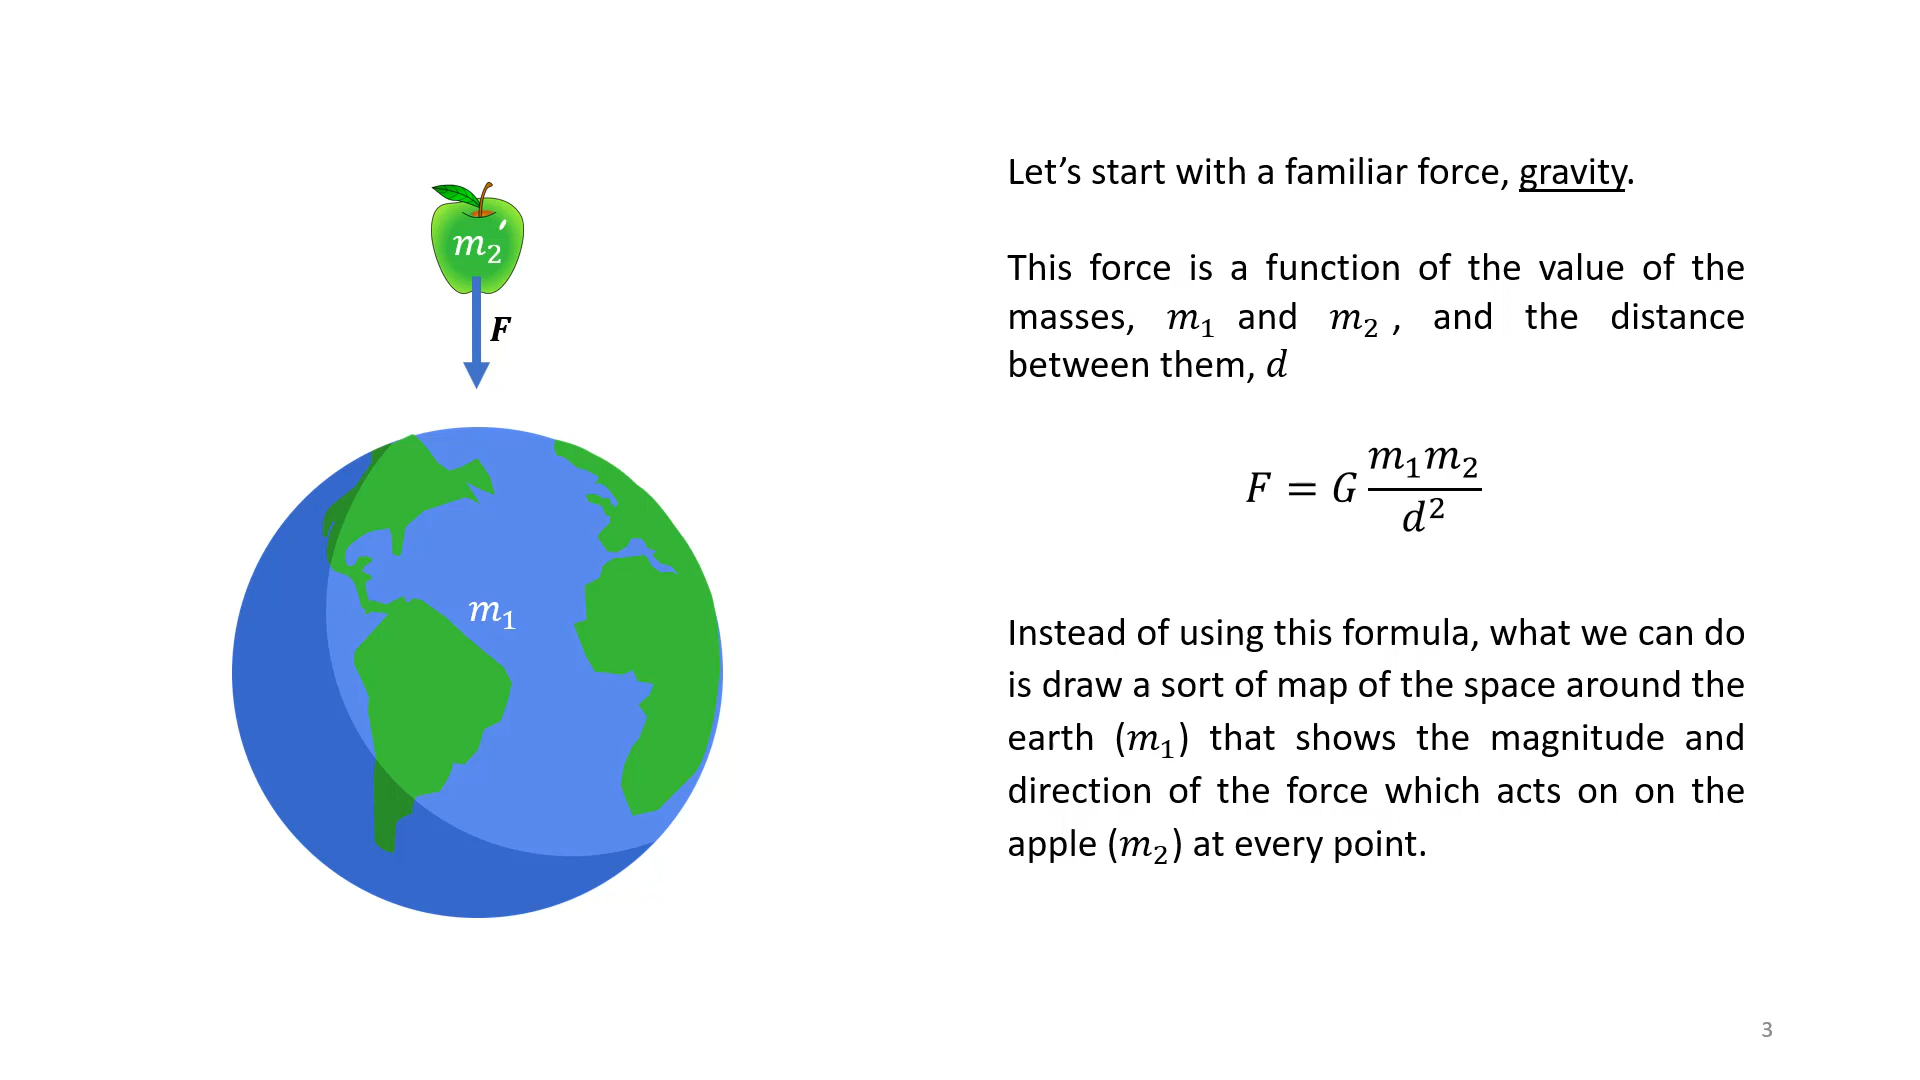 m₂
F
m₁
Let’s start with a familiar force, gravity.
This force is a function of the value of the
masses, m₁ and m₂ , and the distance
between them, d
F = G m₁m₂ / d²
Instead of using this formula, what we can do
is draw a sort of map of the space around the
earth (m₁) that shows the magnitude and
direction of the force which acts on on the
apple (m₂) at every point.
3